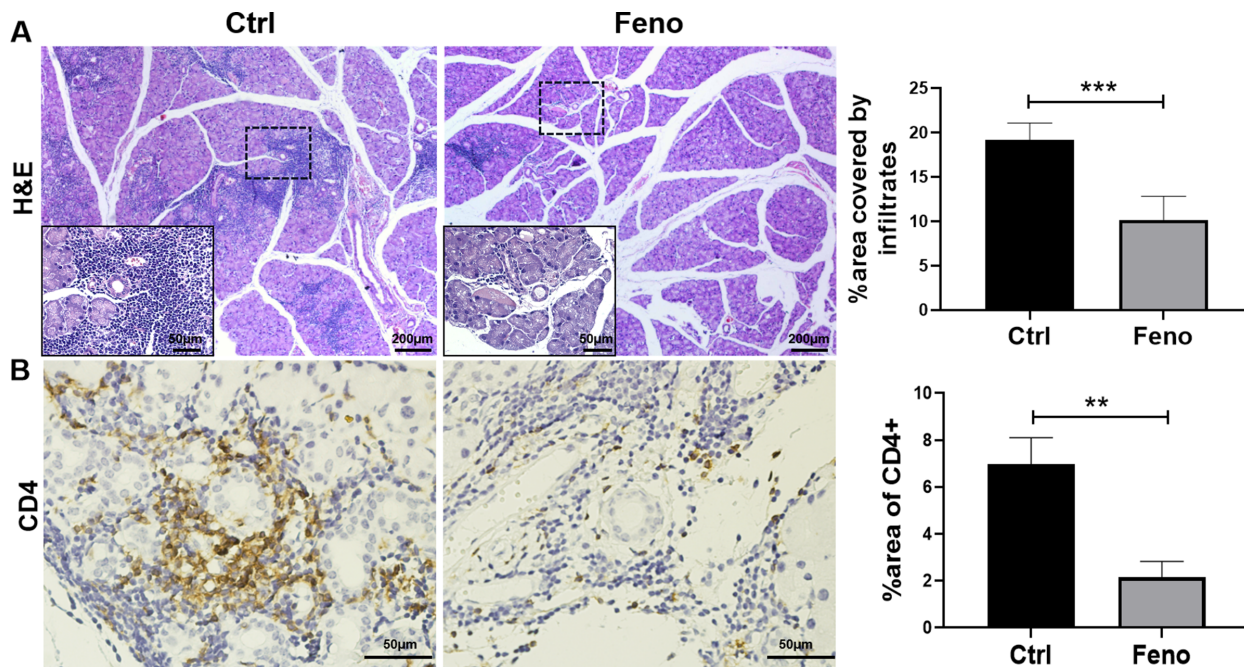 A
Ctrl
Feno
H&E
50µm
200µm
50µm
200µm
%area covered by
infiltrates
25
20
15
10
5
0
***
Ctrl
Feno
B
CD4
50µm
50µm
%area of CD4+
10
8
6
4
2
0
**
Ctrl
Feno